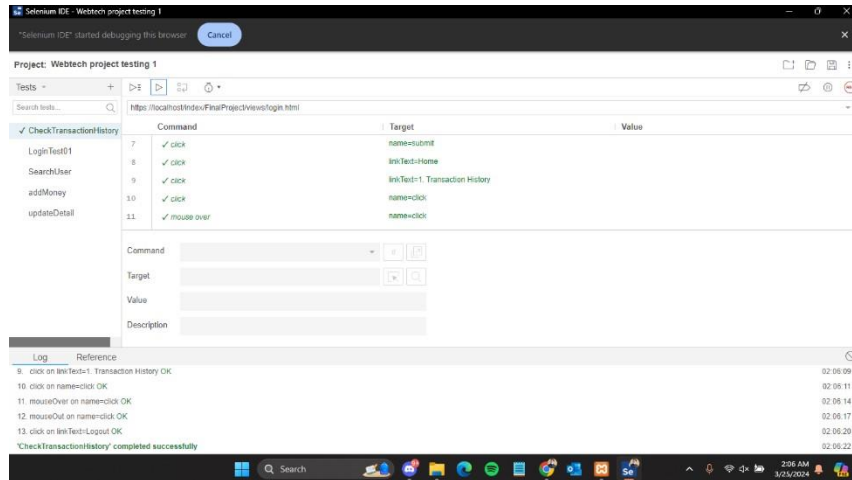 Selenium IDE - Webtech project testing 1
"Selenium IDE" started debugging this browser Cancel
Project: Webtech project testing 1
Tests +
Search tests...
https://localhost/index/FinalProject/views/login.html
Command Target Value
✓ CheckTransactionHistory
LoginTest01
SearchUser
addMoney
updateDetail
7 ✓ click name=submit
8 ✓ click linkText=Home
9 ✓ click linkText=1. Transaction History
10 ✓ click name=click
11 ✓ mouse over name=click
Command
Target
Value
Description
Log Reference
9. click on linkText=1. Transaction History OK 02:06:09
10. click on name=click OK 02:06:11
11. mouseOver on name=click OK 02:06:14
12. mouseOut on name=click OK 02:06:17
13. click on linkText=Logout OK 02:06:20
'CheckTransactionHistory' completed successfully 02:06:22
Search
2:06 AM
3/25/2024